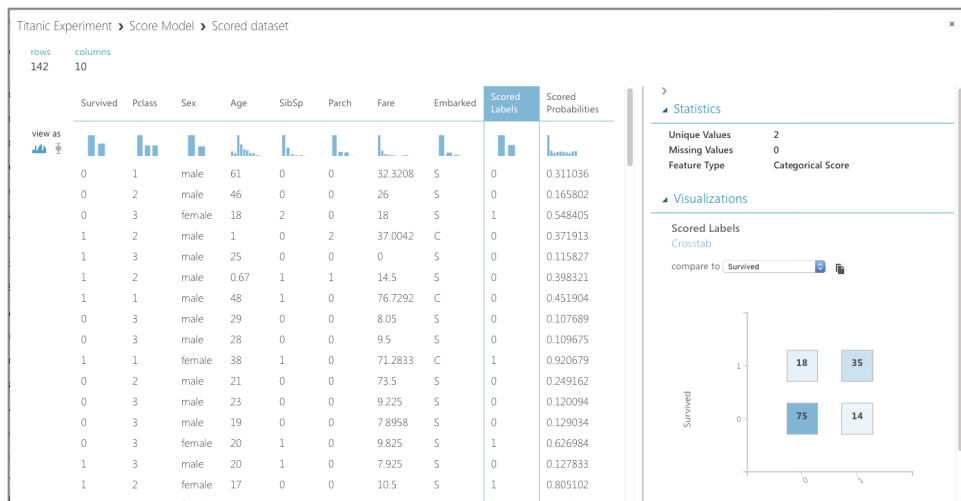 Titanic Experiment > Score Model > Scored dataset
rows columns
142 10
Survived Pclass Sex Age SibSp Parch Fare Embarked Scored Labels Scored Probabilities
view as
0 1 male 61 0 0 32.3208 S 0 0.311036
0 2 male 46 0 0 26 S 0 0.165802
0 3 female 18 2 0 18 S 1 0.548405
1 2 male 1 0 2 37.0042 C 0 0.371913
1 3 male 25 0 0 0 S 0 0.115827
1 2 male 0.67 1 1 14.5 S 0 0.398321
1 1 male 48 1 0 76.7292 C 0 0.451904
0 3 male 29 0 0 8.05 S 0 0.107689
0 3 male 28 0 0 9.5 S 0 0.109675
1 1 female 38 1 0 71.2833 C 1 0.920679
0 2 male 21 0 0 73.5 S 0 0.249162
0 3 male 23 0 0 9.225 S 0 0.120094
0 3 male 19 0 0 7.8958 S 0 0.129034
0 3 female 20 1 0 9.825 S 1 0.626984
1 3 male 20 1 0 7.925 S 0 0.127833
1 2 female 17 0 0 10.5 S 1 0.805102
Statistics
Unique Values 2
Missing Values 0
Feature Type Categorical Score
Visualizations
Scored Labels
Crosstab
compare to Survived
1 18 35
Survived
0 75 14
0 1